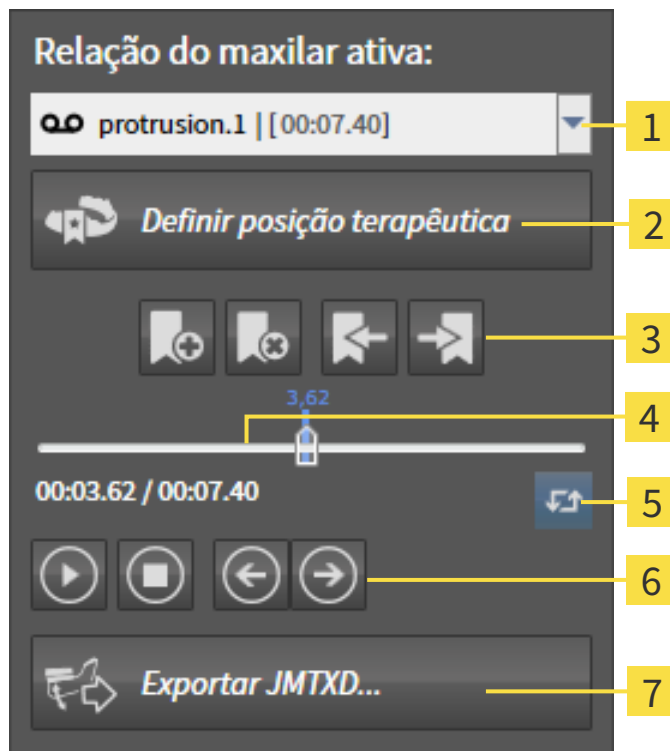 Relação do maxilar ativa:
protrusion.1 | [ 00:07.40]
1
Definir posição terapêutica
2
3
3,62
4
00:03.62 / 00:07.40
5
6
Exportar JMTXD...
7